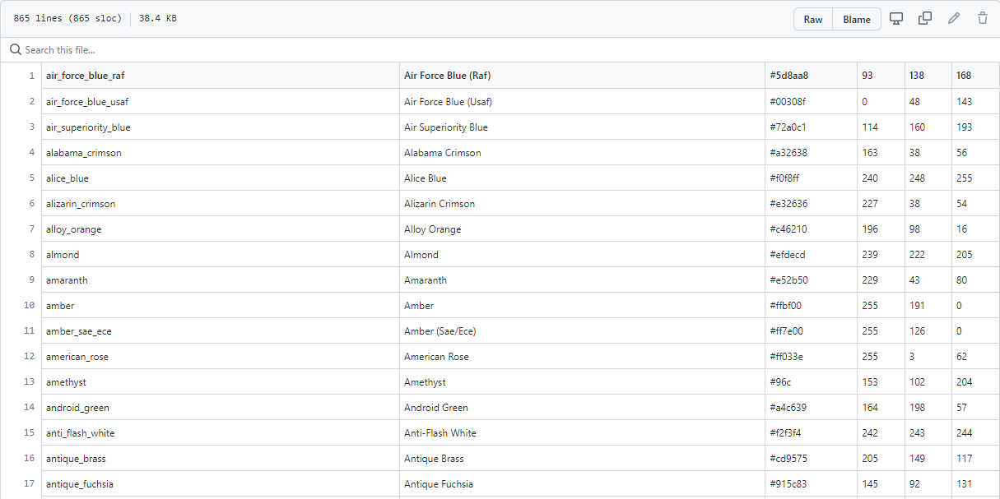 865 lines (865 sloc) 38.4 KB Raw Blame
Search this file...
1 air_force_blue_raf Air Force Blue (Raf) #5d8aa8 93 138 168
2 air_force_blue_usaf Air Force Blue (Usaf) #00308f 0 48 143
3 air_superiority_blue Air Superiority Blue #72a0c1 114 160 193
4 alabama_crimson Alabama Crimson #a32638 163 38 56
5 alice_blue Alice Blue #f0f8ff 240 248 255
6 alizarin_crimson Alizarin Crimson #e32636 227 38 54
7 alloy_orange Alloy Orange #c46210 196 98 16
8 almond Almond #efdecd 239 222 205
9 amaranth Amaranth #e52b50 229 43 80
10 amber Amber #ffbf00 255 191 0
11 amber_sae_ece Amber (Sae/Ece) #ff7e00 255 126 0
12 american_rose American Rose #ff033e 255 3 62
13 amethyst Amethyst #96c 153 102 204
14 android_green Android Green #a4c639 164 198 57
15 anti_flash_white Anti-Flash White #f2f3f4 242 243 244
16 antique_brass Antique Brass #cd9575 205 149 117
17 antique_fuchsia Antique Fuchsia #915c83 145 92 131